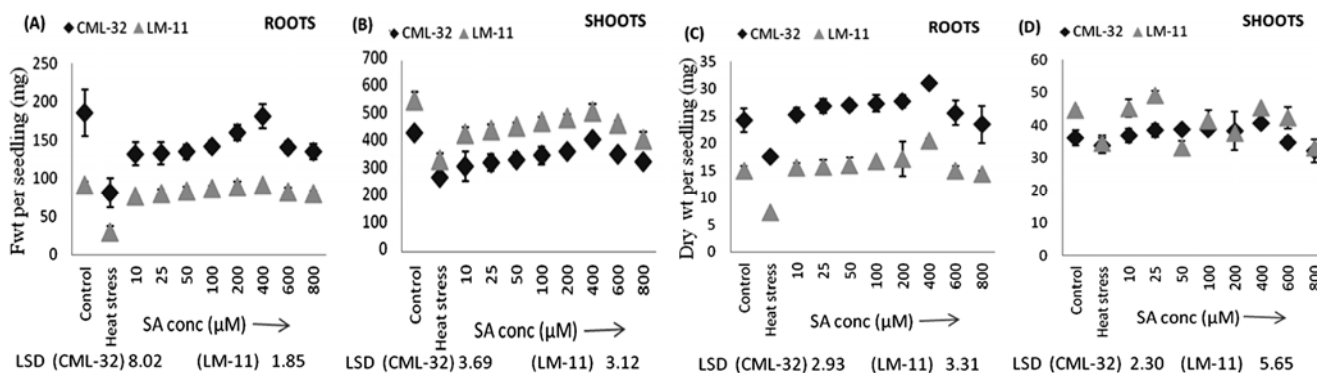 (A) ROOTS
CML-32 LM-11
Fwt per seedling (mg)
250
200
150
100
50
0
Control
Heat stress
10
25
50
100
200
400
600
800
SA conc (µM)
LSD (CML-32) 8.02 (LM-11) 1.85
(B) SHOOTS
CML-32 LM-11
700
600
500
400
300
200
100
0
Control
Heat stress
10
25
50
100
200
400
600
800
SA conc (µM)
LSD (CML-32) 3.69 (LM-11) 3.12
(C) ROOTS
CML-32 LM-11
Dry wt per seedling (mg)
35
30
25
20
15
10
5
0
Control
Heat stress
10
25
50
100
200
400
600
800
SA conc (µM)
LSD (CML-32) 2.93 (LM-11) 3.31
(D) SHOOTS
CML-32 LM-11
60
50
40
30
20
10
0
Control
Heat stress
10
25
50
100
200
400
600
800
SA conc (µM)
LSD (CML-32) 2.30 (LM-11) 5.65